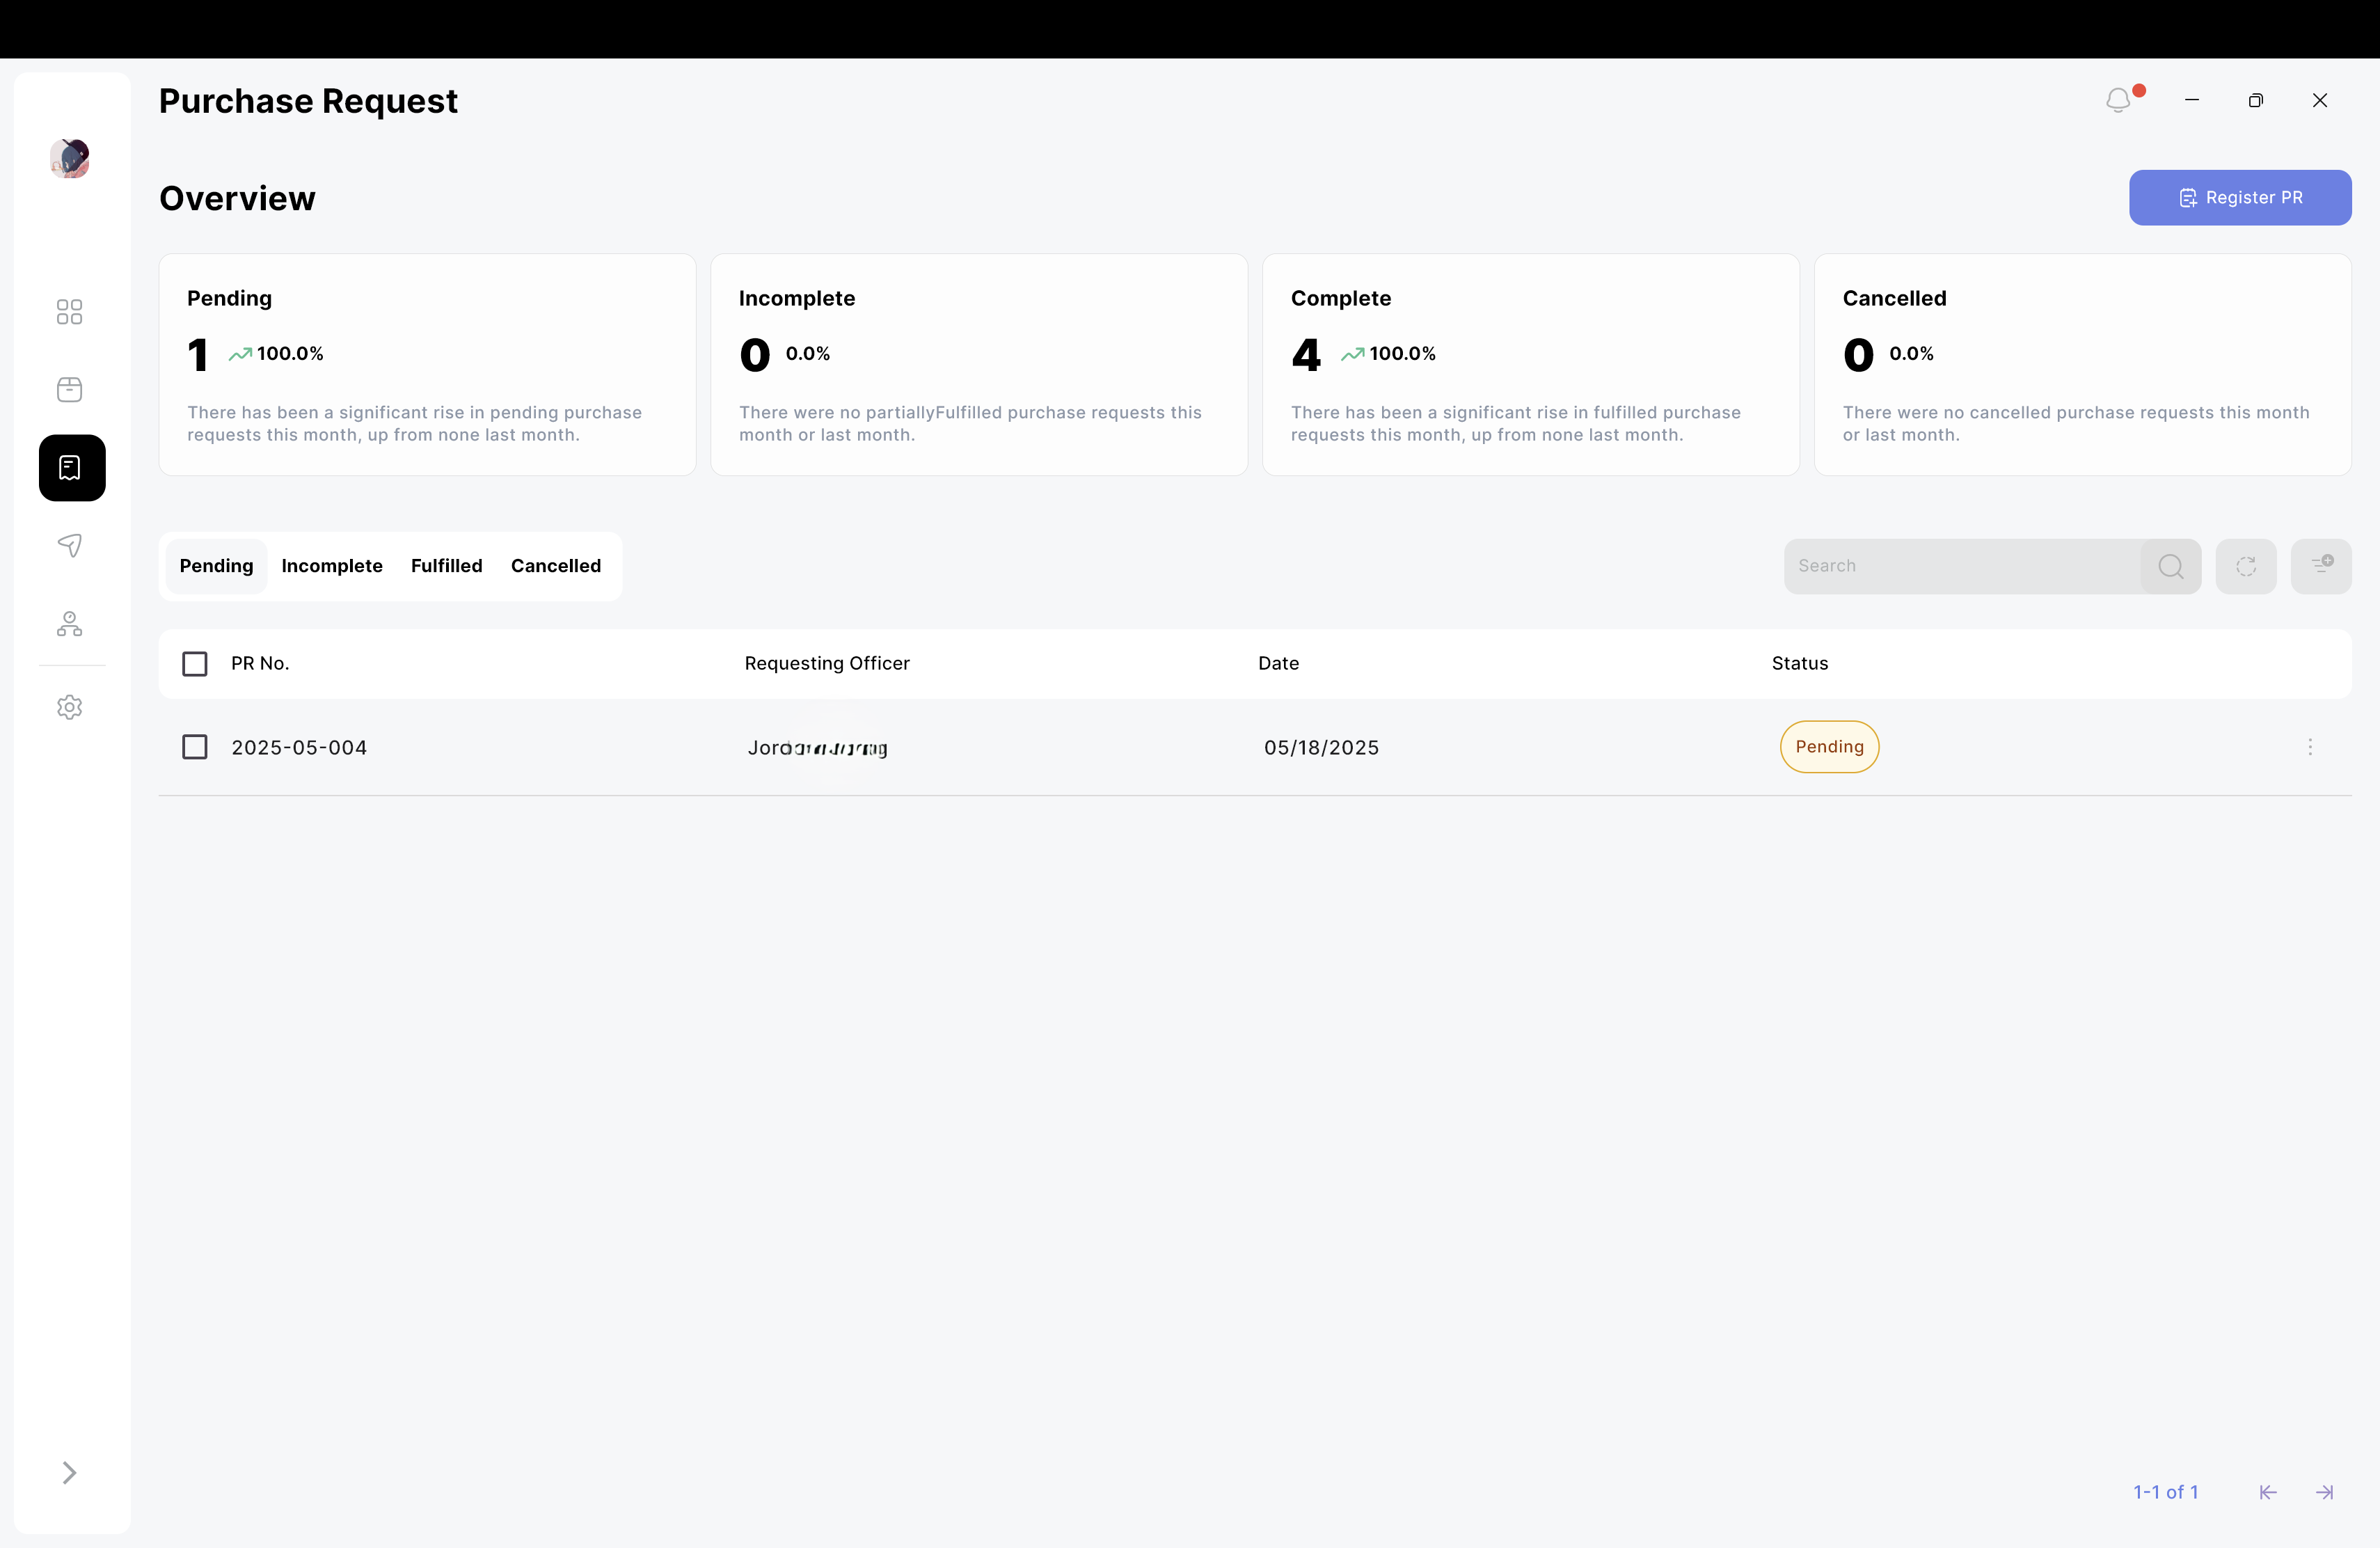 Purchase Request
Overview
Register PR
Pending
1 100.0%
There has been a significant rise in pending purchase
requests this month, up from none last month.
Incomplete
0 0.0%
There were no partiallyFulfilled purchase requests this
month or last month.
Complete
4 100.0%
There has been a significant rise in fulfilled purchase
requests this month, up from none last month.
Cancelled
0 0.0%
There were no cancelled purchase requests this month
or last month.
Pending Incomplete Fulfilled Cancelled
Search
PR No. Requesting Officer Date Status
2025-05-004 05/18/2025 Pending
1-1 of 1